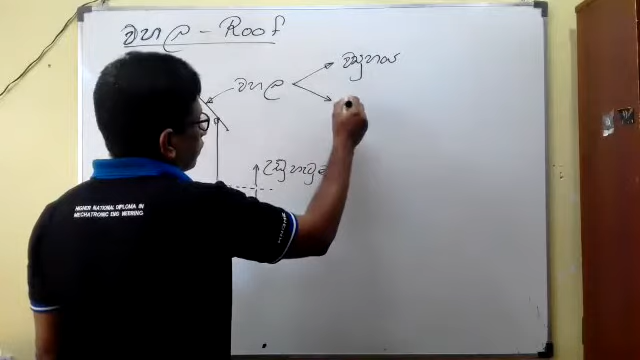 වහල - Roof
වහල
ව්‍යුහය
HIGHER NATIONAL DIPLOMA IN
MECHATRONIC ENGINEERING